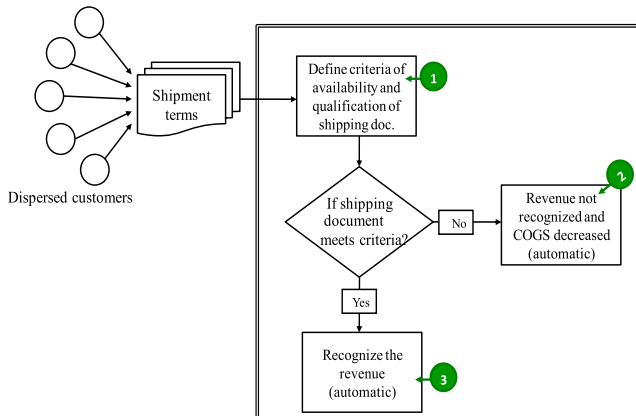 Dispersed customers
Shipment
terms
Define criteria of
availability and
qualification of
shipping doc.
1
If shipping
document
meets criteria?
No
Revenue not
recognized and
COGS decreased
(automatic)
2
Yes
Recognize the
revenue
(automatic)
3